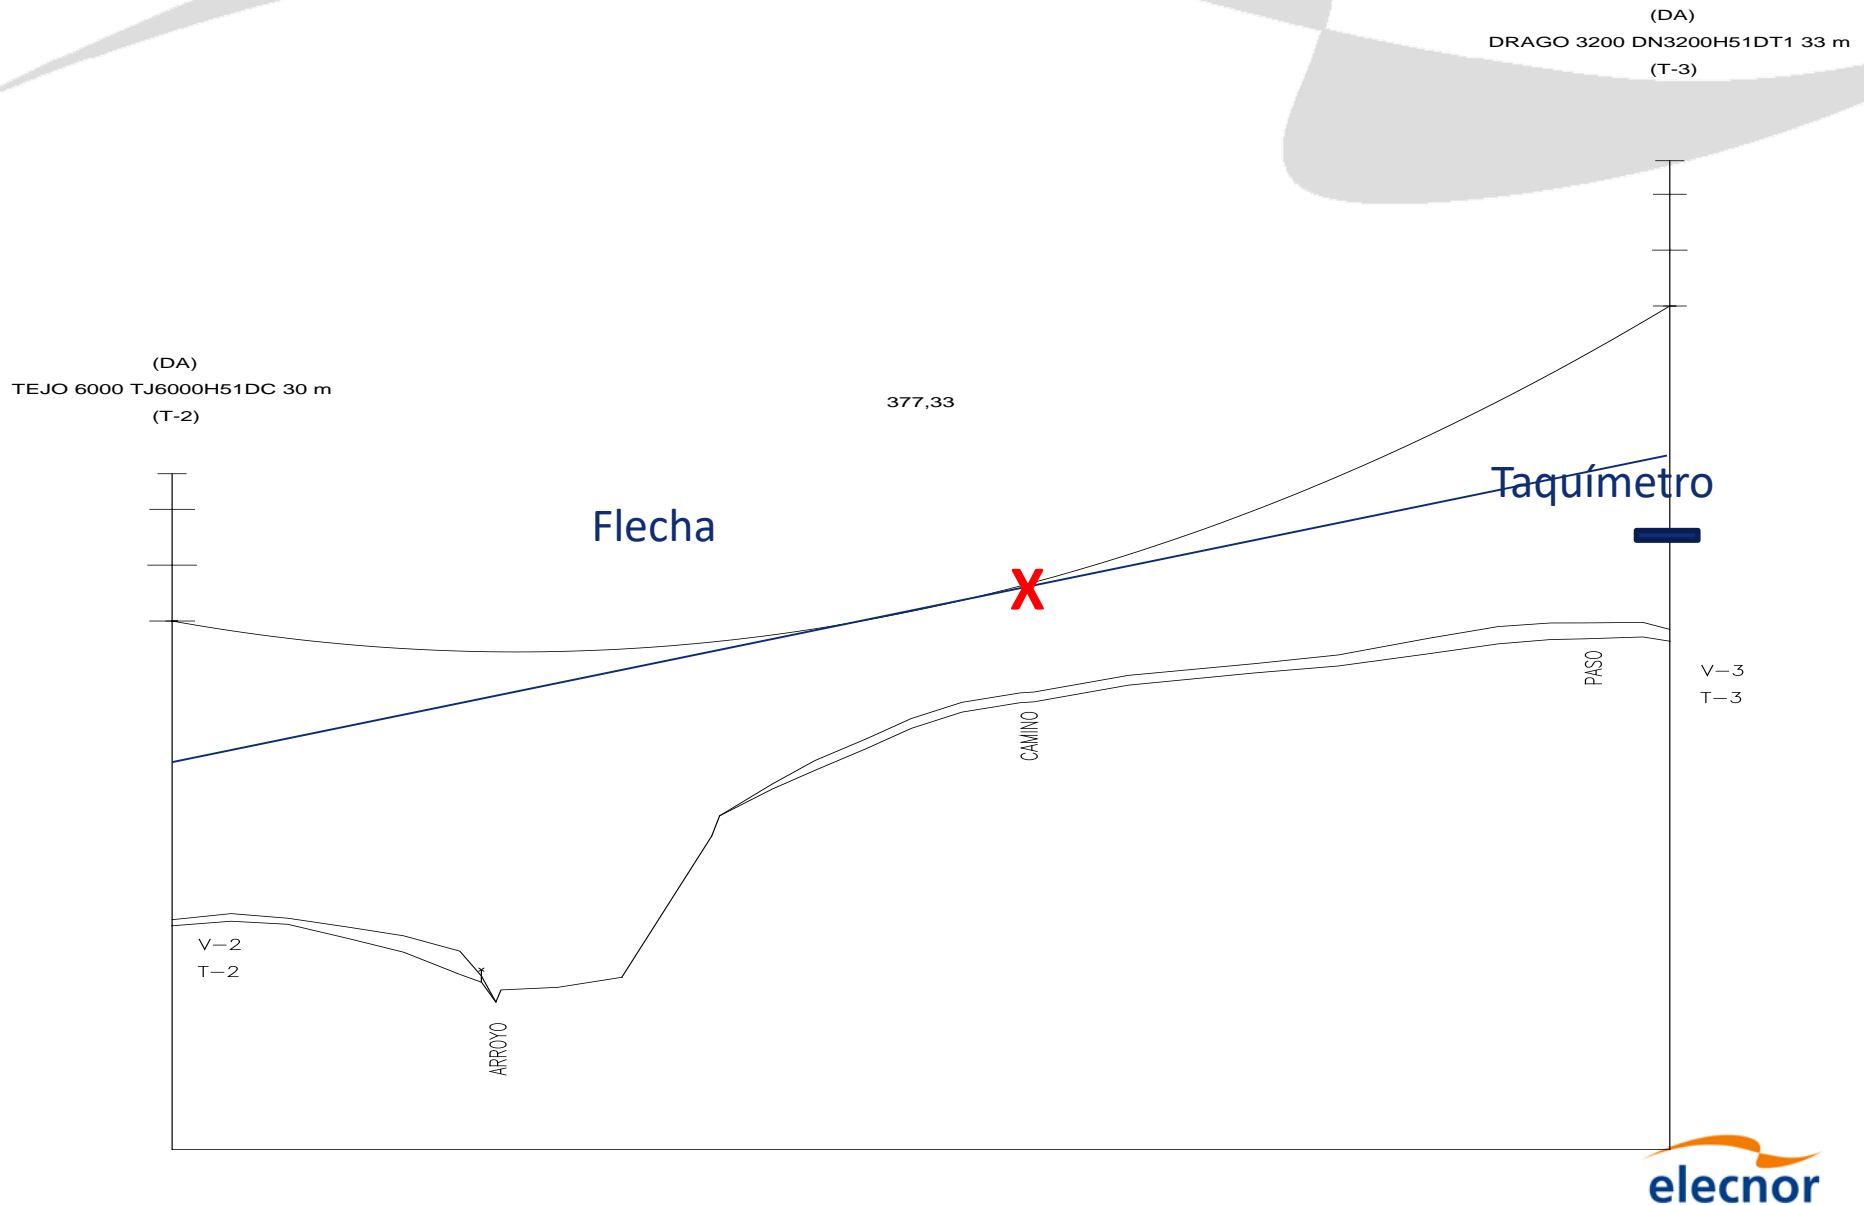 (DA)
DRAGO 3200 DN3200H51DT1 33 m
(T-3)
(DA)
TEJO 6000 TJ6000H51DC 30 m
(T-2)
377,33
Taquímetro
Flecha
X
PASO
V-3
T-3
CAMINO
V-2
T-2
ARROYO
elecnor